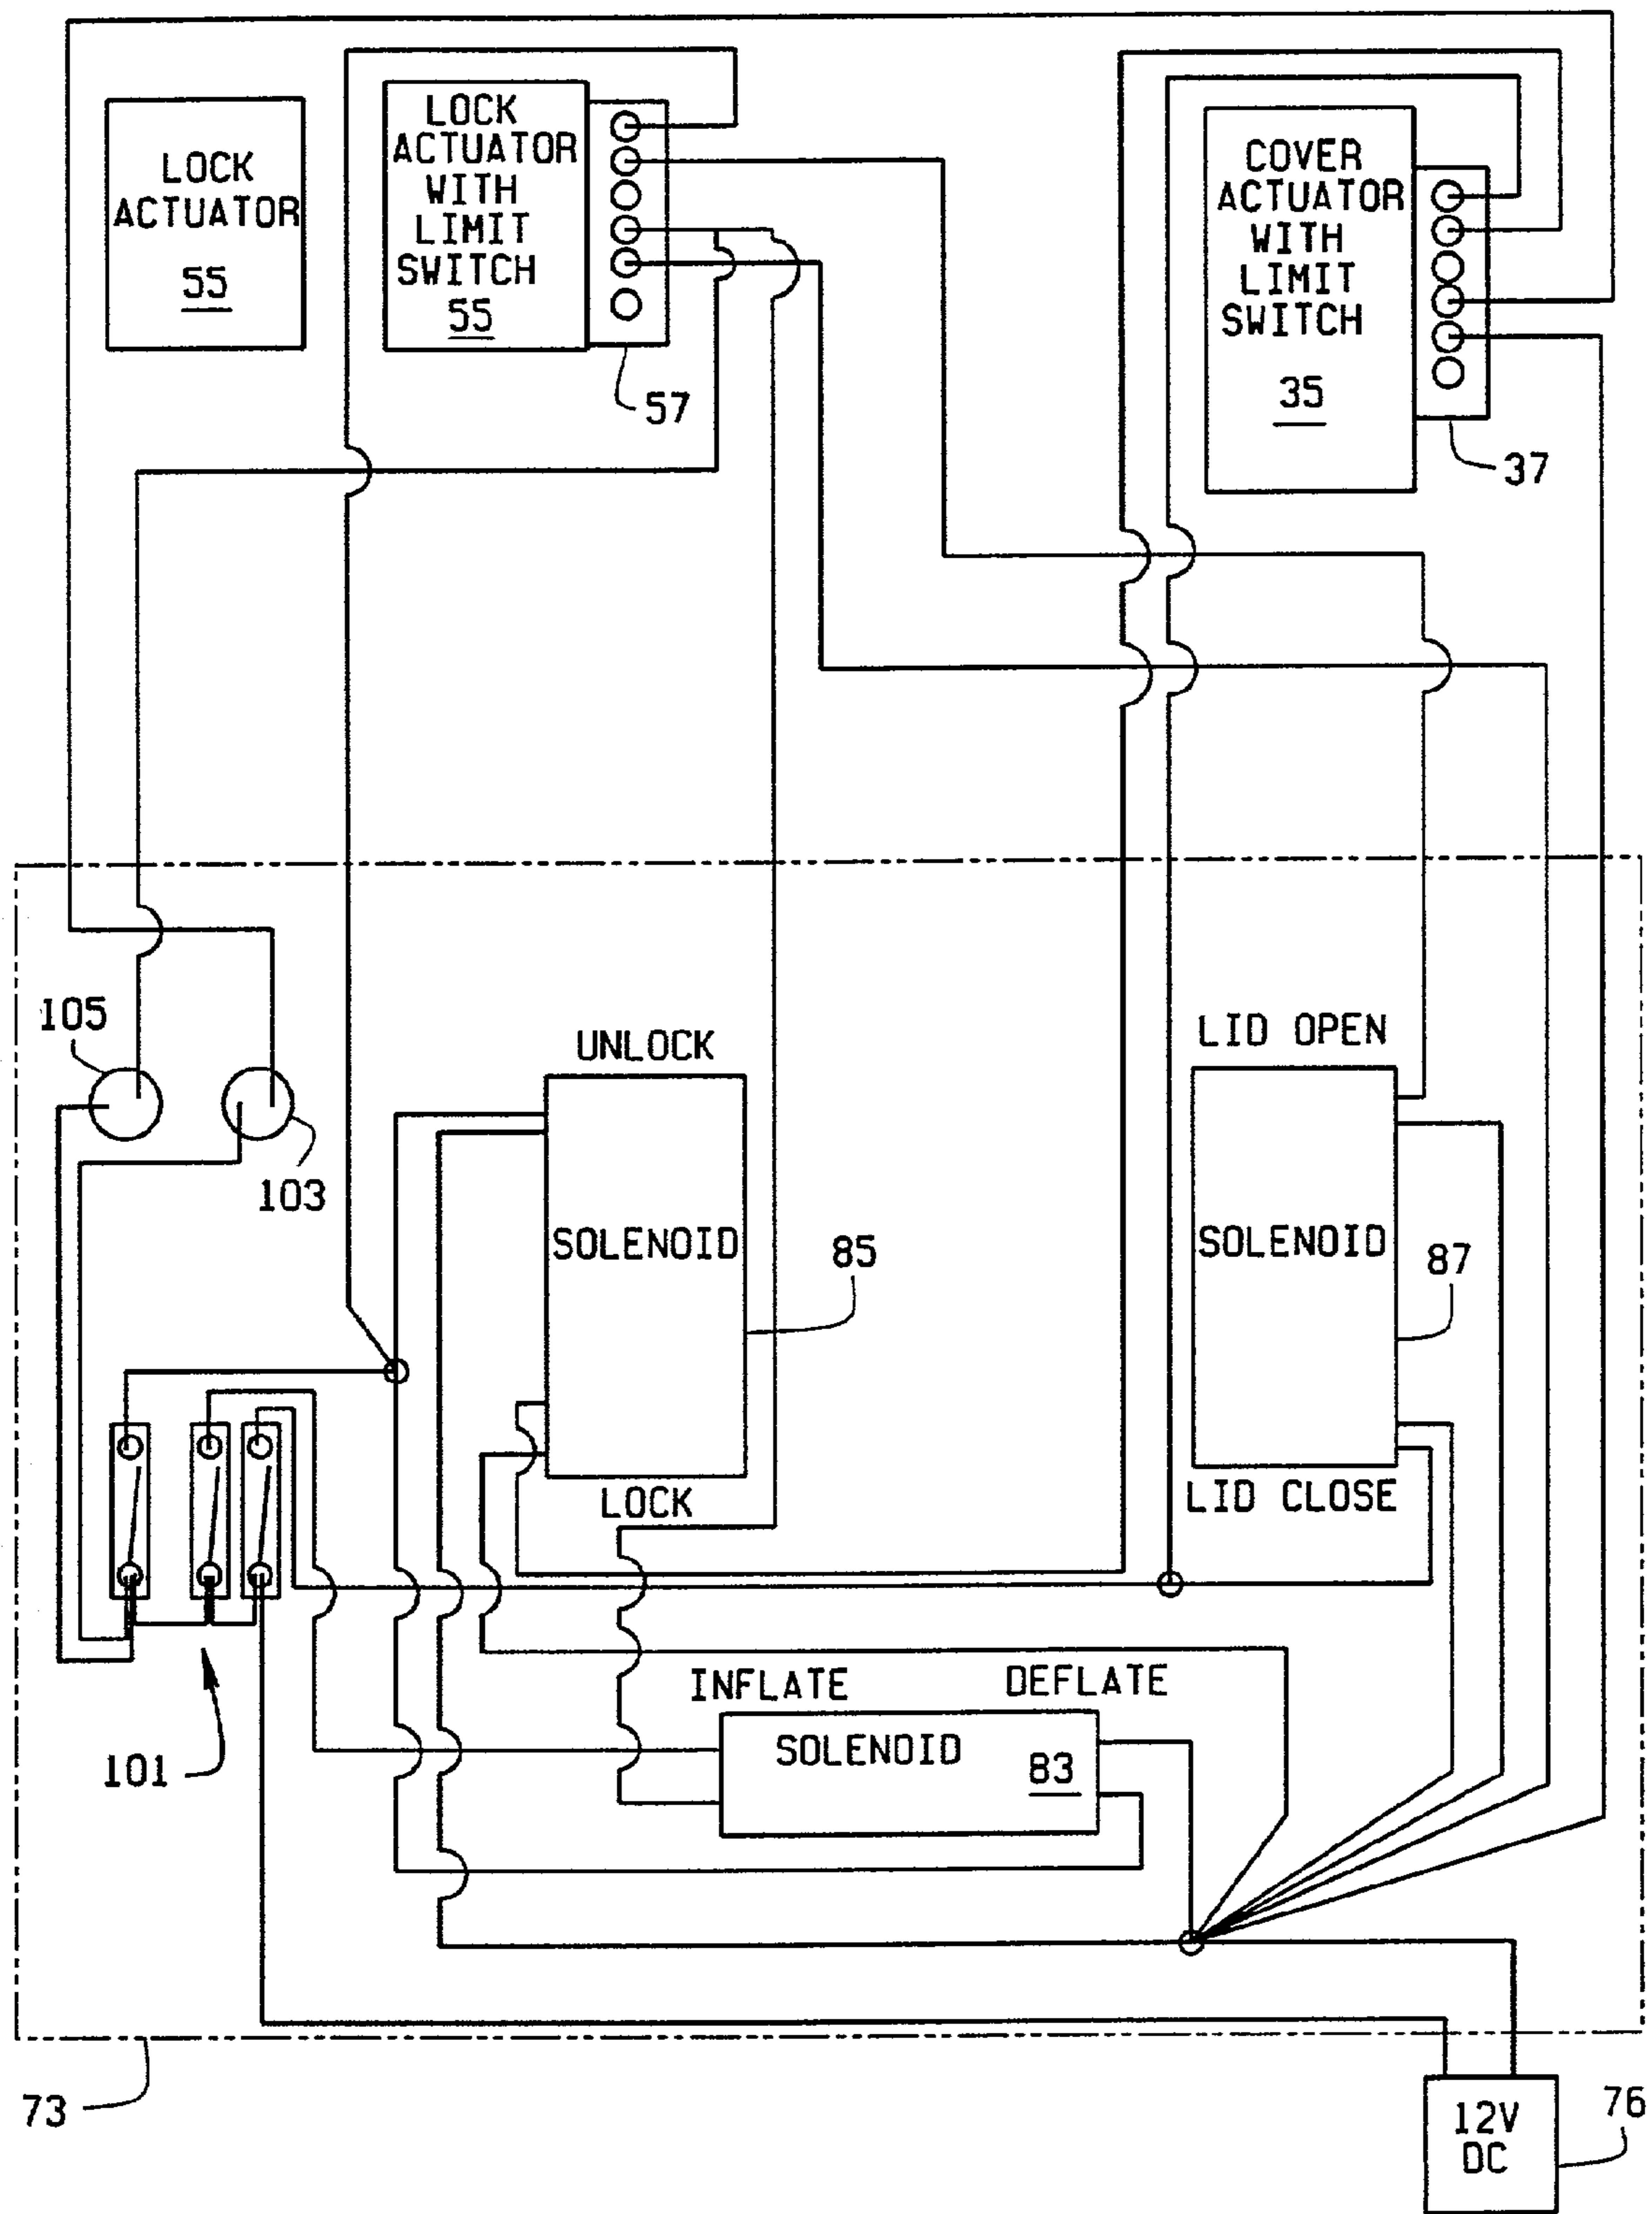 LOCK
ACTUATOR
55
LOCK
ACTUATOR
WITH
LIMIT
SWITCH
55
57
COVER
ACTUATOR
WITH
LIMIT
SWITCH
35
37
105
103
UNLOCK
SOLENOID
LOCK
85
LID OPEN
SOLENOID
LID CLOSE
87
101
INFLATE
DEFLATE
SOLENOID
83
73
12V
DC
76